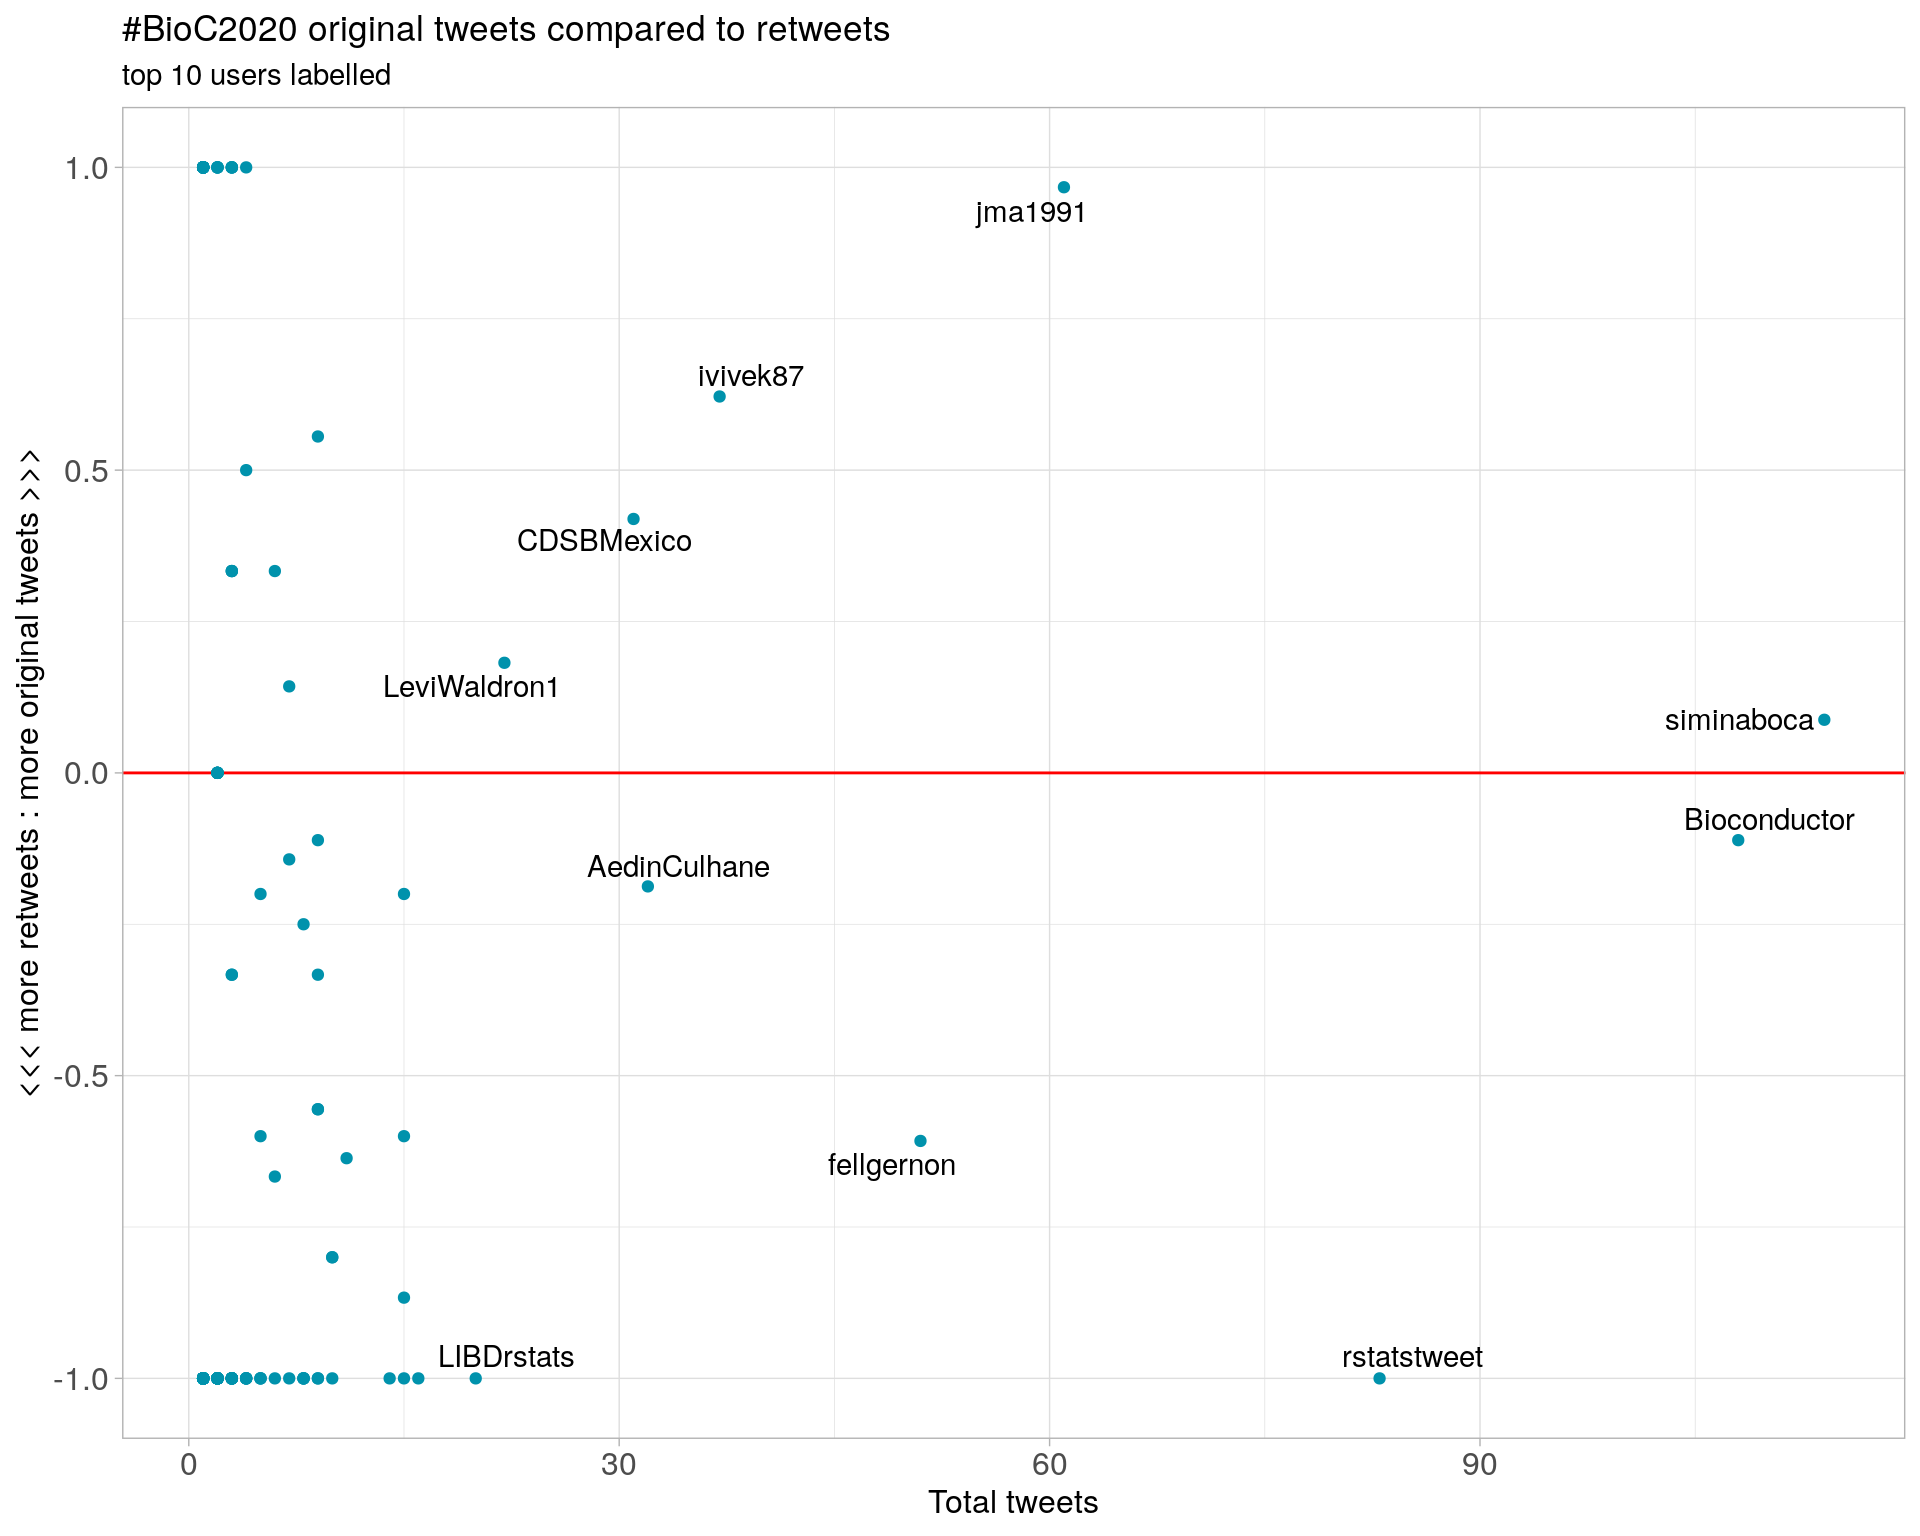 #BioC2020 original tweets compared to retweets
top 10 users labelled
<<< more retweets : more original tweets >>>
1.0
0.5
0.0
-0.5
-1.0
jma1991
ivivek87
CDSBMexico
LeviWaldron1
siminaboca
Bioconductor
AedinCulhane
fellgernon
LIBDrstats
rstatstweet
0
30
60
90
Total tweets